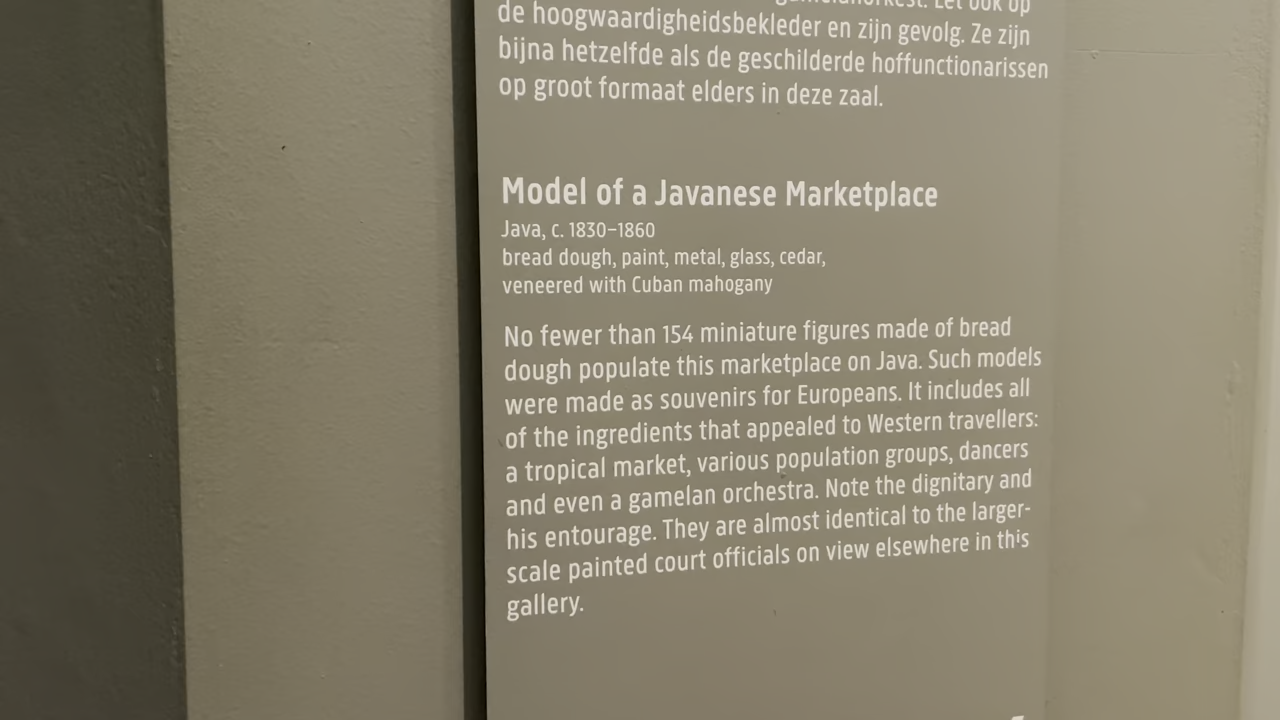 gamelanorkest. Let ook op
de hoogwaardigheidsbekleder en zijn gevolg. Ze zijn
bijna hetzelfde als de geschilderde hoffunctionarissen
op groot formaat elders in deze zaal.
Model of a Javanese Marketplace
Java, c. 1830–1860
bread dough, paint, metal, glass, cedar,
veneered with Cuban mahogany
No fewer than 154 miniature figures made of bread
dough populate this marketplace on Java. Such models
were made as souvenirs for Europeans. It includes all
of the ingredients that appealed to Western travellers:
a tropical market, various population groups, dancers
and even a gamelan orchestra. Note the dignitary and
his entourage. They are almost identical to the larger-
scale painted court officials on view elsewhere in this
gallery.